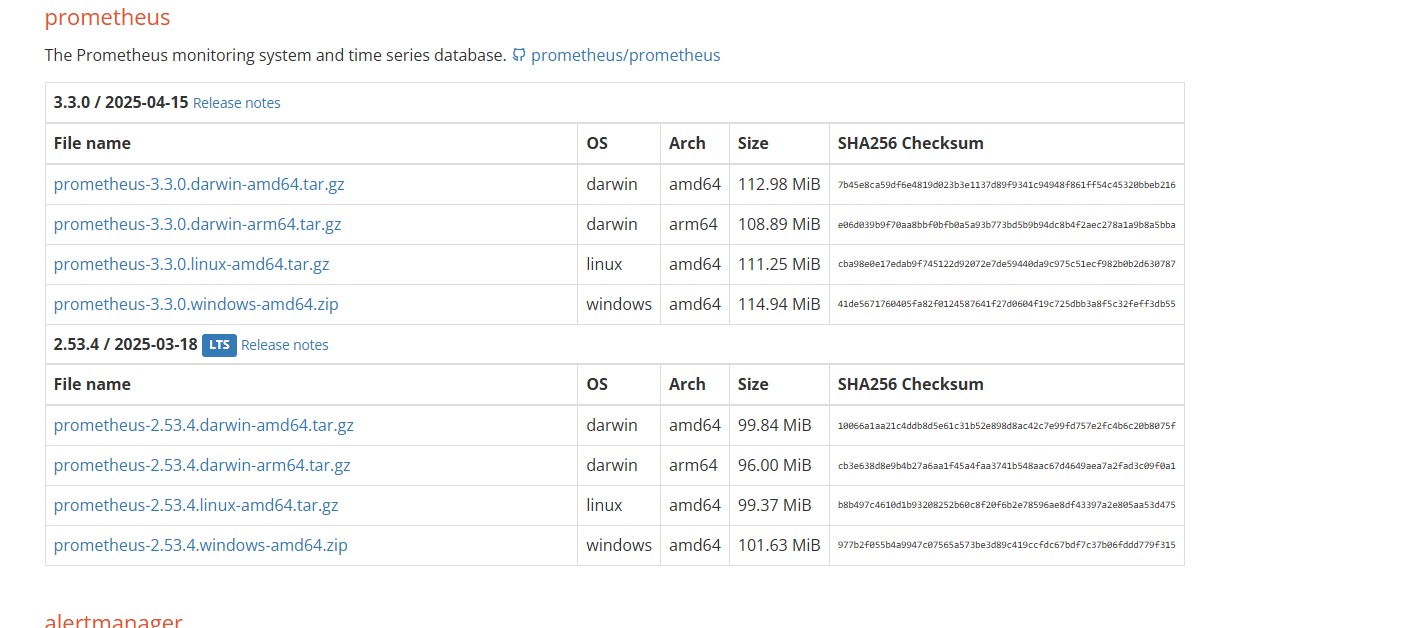 prometheus
The Prometheus monitoring system and time series database. prometheus/prometheus
3.3.0 / 2025-04-15 Release notes
File name OS Arch Size SHA256 Checksum
prometheus-3.3.0.darwin-amd64.tar.gz darwin amd64 112.98 MiB 7b45e8ca59df6e4819d023b3e1137d89f9341c94948f861ff54c45320bbeb216
prometheus-3.3.0.darwin-arm64.tar.gz darwin arm64 108.89 MiB e06d039b9f70aa8bbf0bfb0a5a93b773bd5b9b94dc8b4f2aec278a1a9b8a5bba
prometheus-3.3.0.linux-amd64.tar.gz linux amd64 111.25 MiB cba98e0e17edab9f745122d92072e7de59440da9c975c51ecf982b0b2d630787
prometheus-3.3.0.windows-amd64.zip windows amd64 114.94 MiB 41de5671760405fa82f0124587641f27d0604f19c725dbb3a8f5c32feff3db55
2.53.4 / 2025-03-18 LTS Release notes
File name OS Arch Size SHA256 Checksum
prometheus-2.53.4.darwin-amd64.tar.gz darwin amd64 99.84 MiB 10066a1aa21c4ddb8d5e61c31b52e898d8ac42c7e99fd757e2fc4b6c20b8075f
prometheus-2.53.4.darwin-arm64.tar.gz darwin arm64 96.00 MiB cb3e638d8e9b4b27a6aa1f45a4faa3741b548aac67d4649aea7a2fad3c09f0a1
prometheus-2.53.4.linux-amd64.tar.gz linux amd64 99.37 MiB b8b497c4610d1b93208252b60c8f20f6b2e78596ae8df43397a2e805aa53d475
prometheus-2.53.4.windows-amd64.zip windows amd64 101.63 MiB 977b2f055b4a9947c07565a573be3d89c419ccfdc67bdf7c37b06fddd779f315
alertmanager